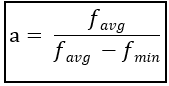 a = f_avg / (f_avg − f_min)